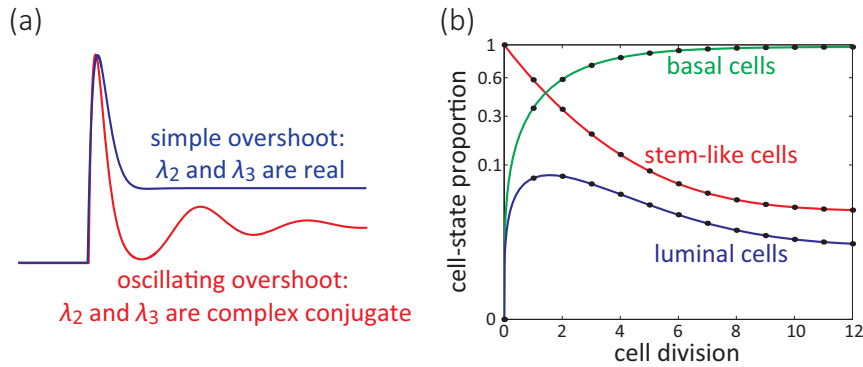 (a)
simple overshoot:
λ2 and λ3 are real
oscillating overshoot:
λ2 and λ3 are complex conjugate
(b)
cell-state proportion
1
0.6
0.3
0.1
0
basal cells
stem-like cells
luminal cells
0 2 4 6 8 10 12
cell division